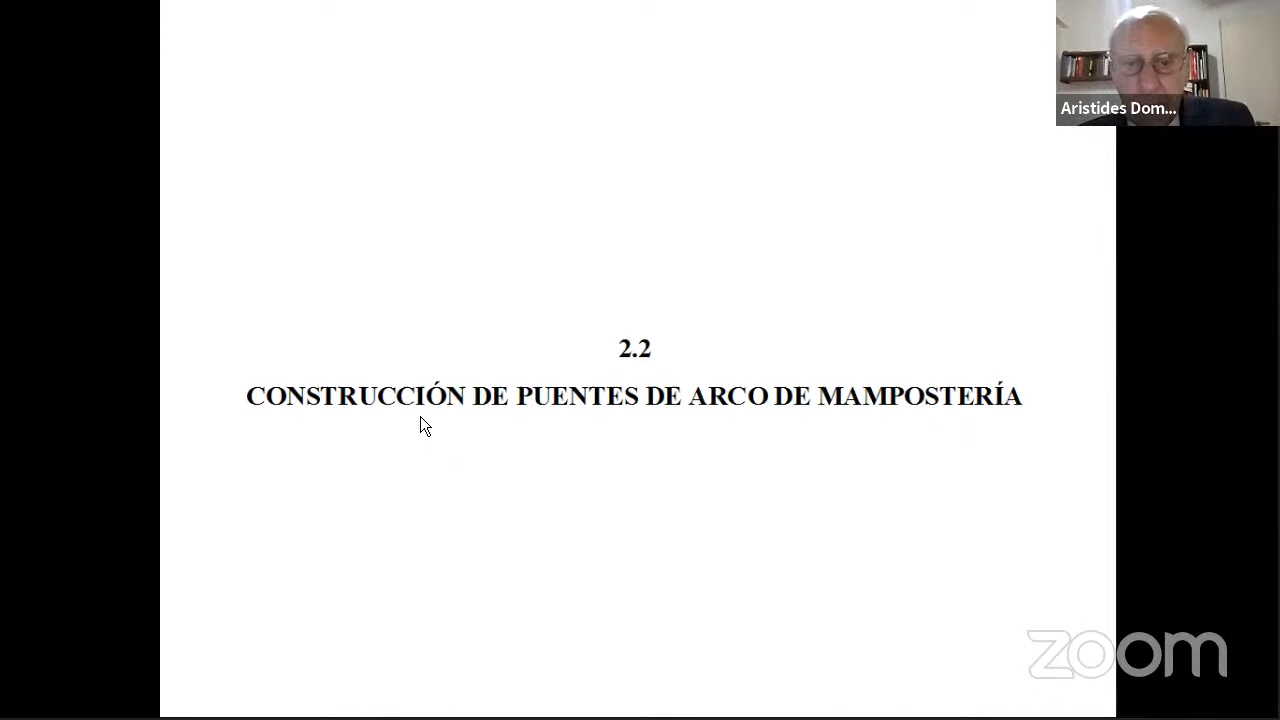 Aristides Dom...
2.2
CONSTRUCCIÓN DE PUENTES DE ARCO DE MAMPOSTERÍA
zoom